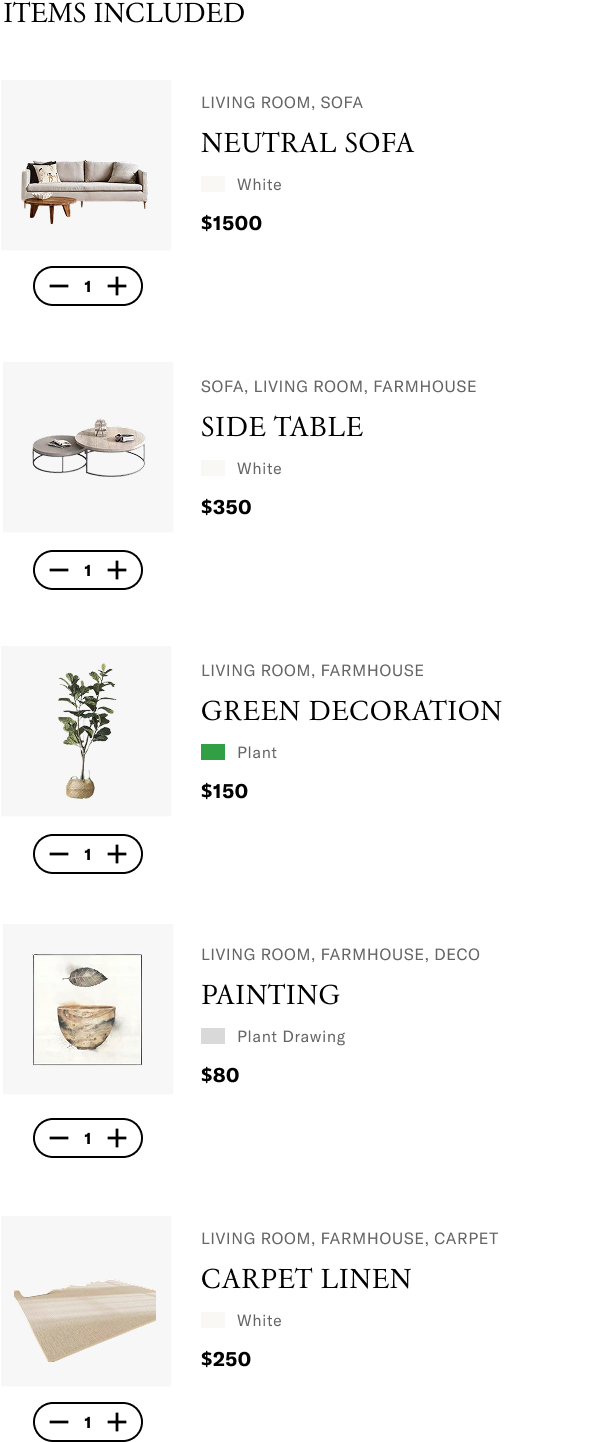 ITEMS INCLUDED
LIVING ROOM, SOFA
NEUTRAL SOFA
White
$1500
1
SOFA, LIVING ROOM, FARMHOUSE
SIDE TABLE
White
$350
1
LIVING ROOM, FARMHOUSE
GREEN DECORATION
Plant
$150
1
LIVING ROOM, FARMHOUSE, DECO
PAINTING
Plant Drawing
$80
1
LIVING ROOM, FARMHOUSE, CARPET
CARPET LINEN
White
$250
1